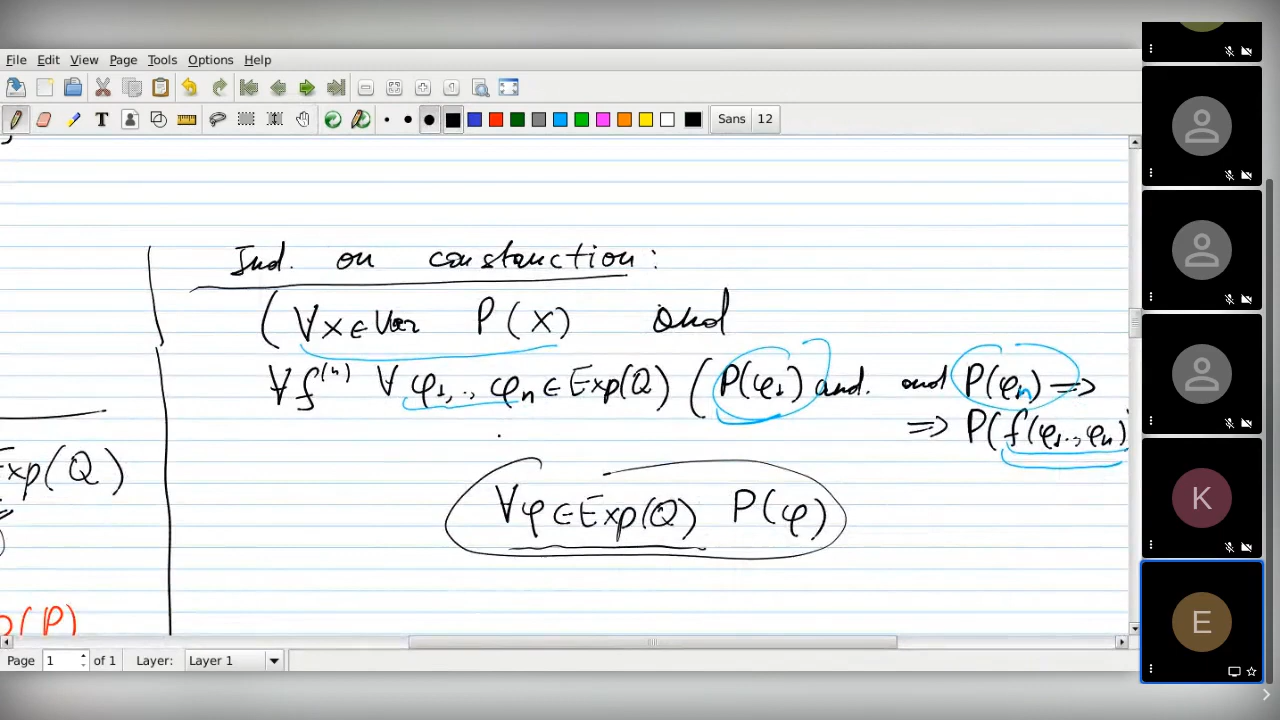 File Edit View Page Tools Options Help
Sans 12
Ind. on construction:
(∀x∈Var P(x) and
∀f⁽ⁿ⁾ ∀φ₁,..,φₙ∈Exp(Q) (P(φ₁) and. and P(φₙ) =>
=> P(f(φ₁..,φₙ)
∀φ∈Exp(Q) P(φ)
xp(Q)
(P)
Page 1 of 1 Layer: Layer 1
K
E